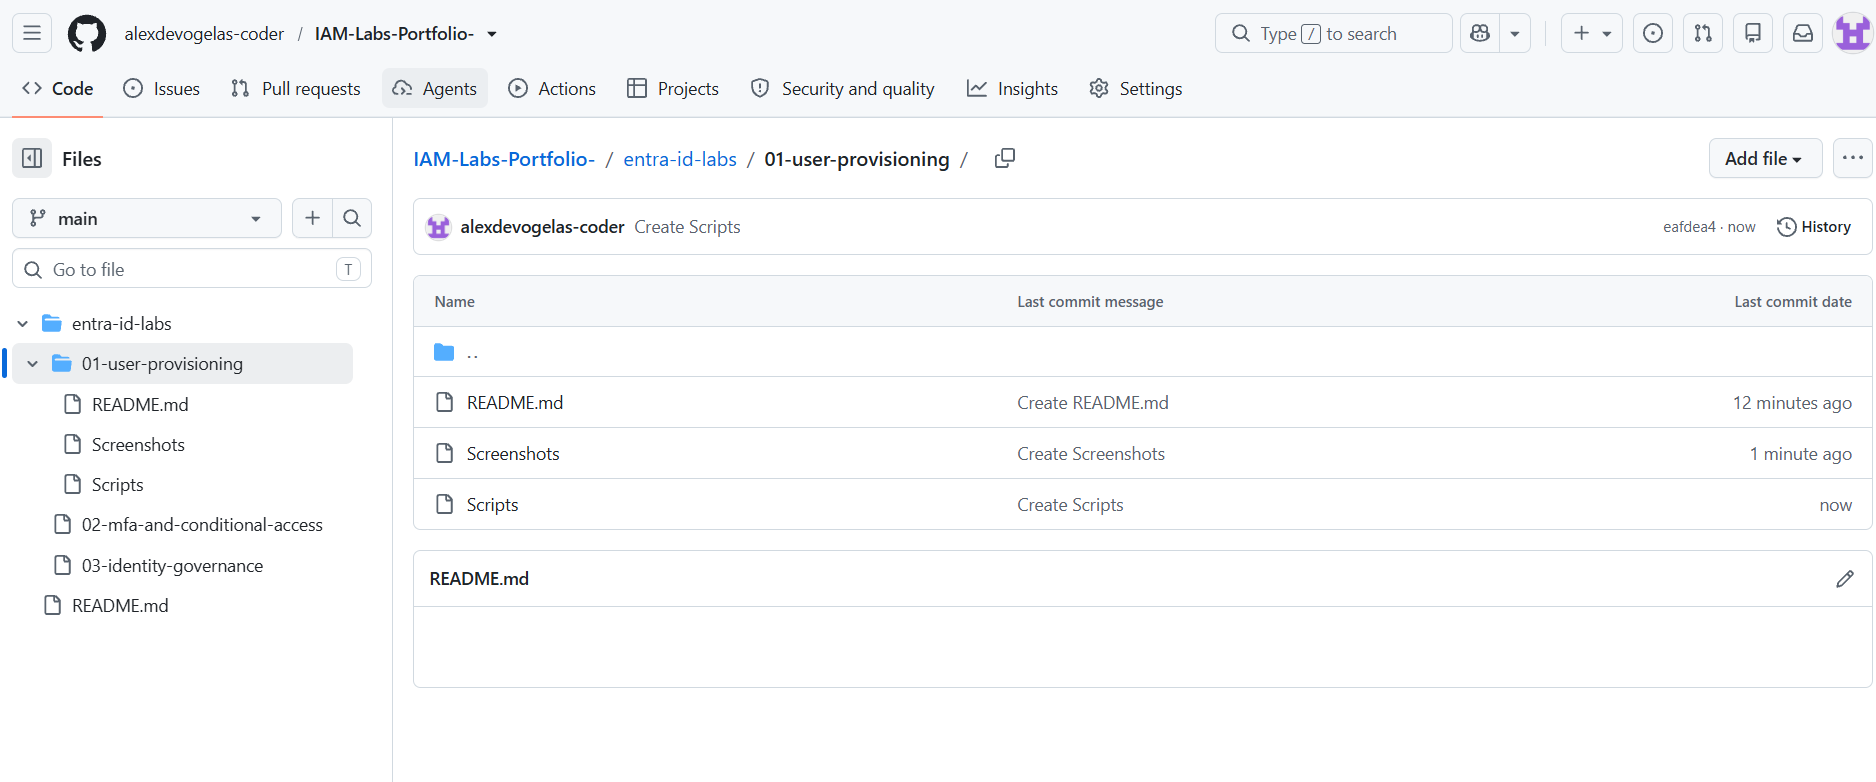 alexdevogelas-coder / IAM-Labs-Portfolio-
Type / to search
Code Issues Pull requests Agents Actions Projects Security and quality Insights Settings
Files
main
Go to file T
entra-id-labs
01-user-provisioning
README.md
Screenshots
Scripts
02-mfa-and-conditional-access
03-identity-governance
README.md
IAM-Labs-Portfolio- / entra-id-labs / 01-user-provisioning /
Add file
alexdevogelas-coder Create Scripts
eafdea4 · now History
Name Last commit message Last commit date
..
README.md Create README.md 12 minutes ago
Screenshots Create Screenshots 1 minute ago
Scripts Create Scripts now
README.md